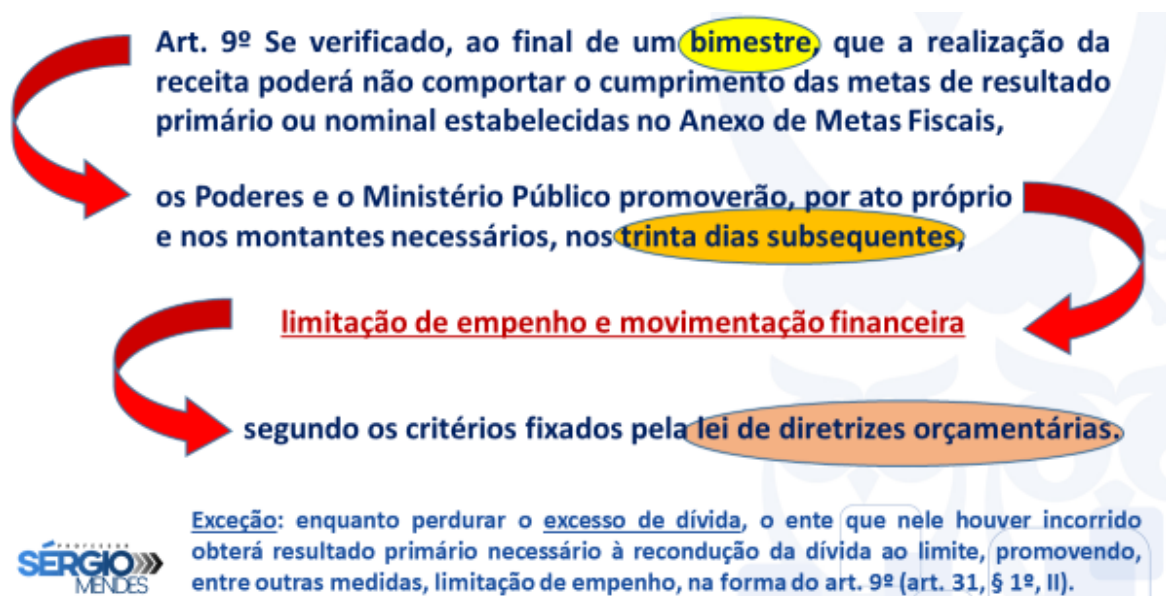 Art. 9º Se verificado, ao final de um bimestre, que a realização da
receita poderá não comportar o cumprimento das metas de resultado
primário ou nominal estabelecidas no Anexo de Metas Fiscais,
os Poderes e o Ministério Público promoverão, por ato próprio
e nos montantes necessários, nos trinta dias subsequentes,
limitação de empenho e movimentação financeira
segundo os critérios fixados pela lei de diretrizes orçamentárias.
Exceção: enquanto perdurar o excesso de dívida, o ente que nele houver incorrido
obterá resultado primário necessário à recondução da dívida ao limite, promovendo,
entre outras medidas, limitação de empenho, na forma do art. 9º (art. 31, § 1º, II).
PROFESSOR
SÉRGIO
MENDES